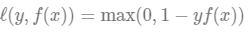 ℓ(y, f(x)) = max(0, 1 − yf(x))